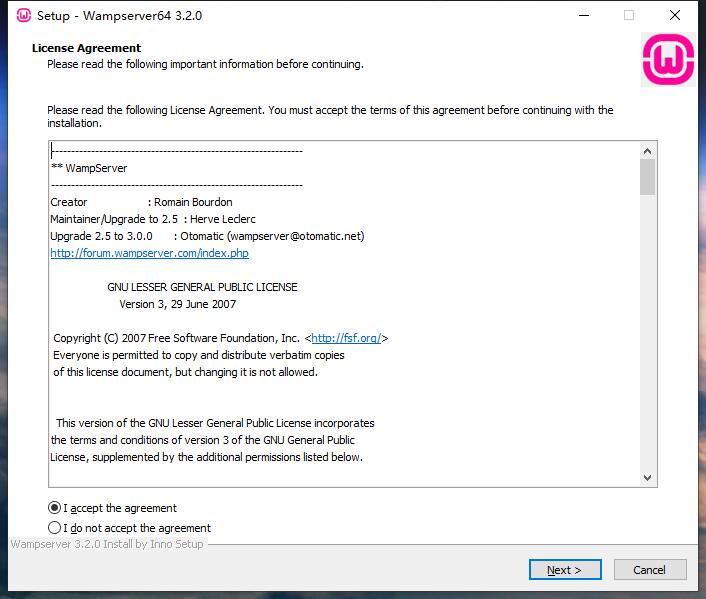 Setup - Wampserver64 3.2.0
License Agreement
Please read the following important information before continuing.
Please read the following License Agreement. You must accept the terms of this agreement before continuing with the
installation.
------------------------------------------------------------
** WampServer
------------------------------------------------------------
Creator : Romain Bourdon
Maintainer/Upgrade to 2.5 : Herve Leclerc
Upgrade 2.5 to 3.0.0 : Otomatic (wampserver@otomatic.net)
http://forum.wampserver.com/index.php
GNU LESSER GENERAL PUBLIC LICENSE
Version 3, 29 June 2007
Copyright (C) 2007 Free Software Foundation, Inc. <http://fsf.org/>
Everyone is permitted to copy and distribute verbatim copies
of this license document, but changing it is not allowed.
This version of the GNU Lesser General Public License incorporates
the terms and conditions of version 3 of the GNU General Public
License, supplemented by the additional permissions listed below.
I accept the agreement
I do not accept the agreement
Wampserver 3.2.0 Install by Inno Setup
Next >
Cancel